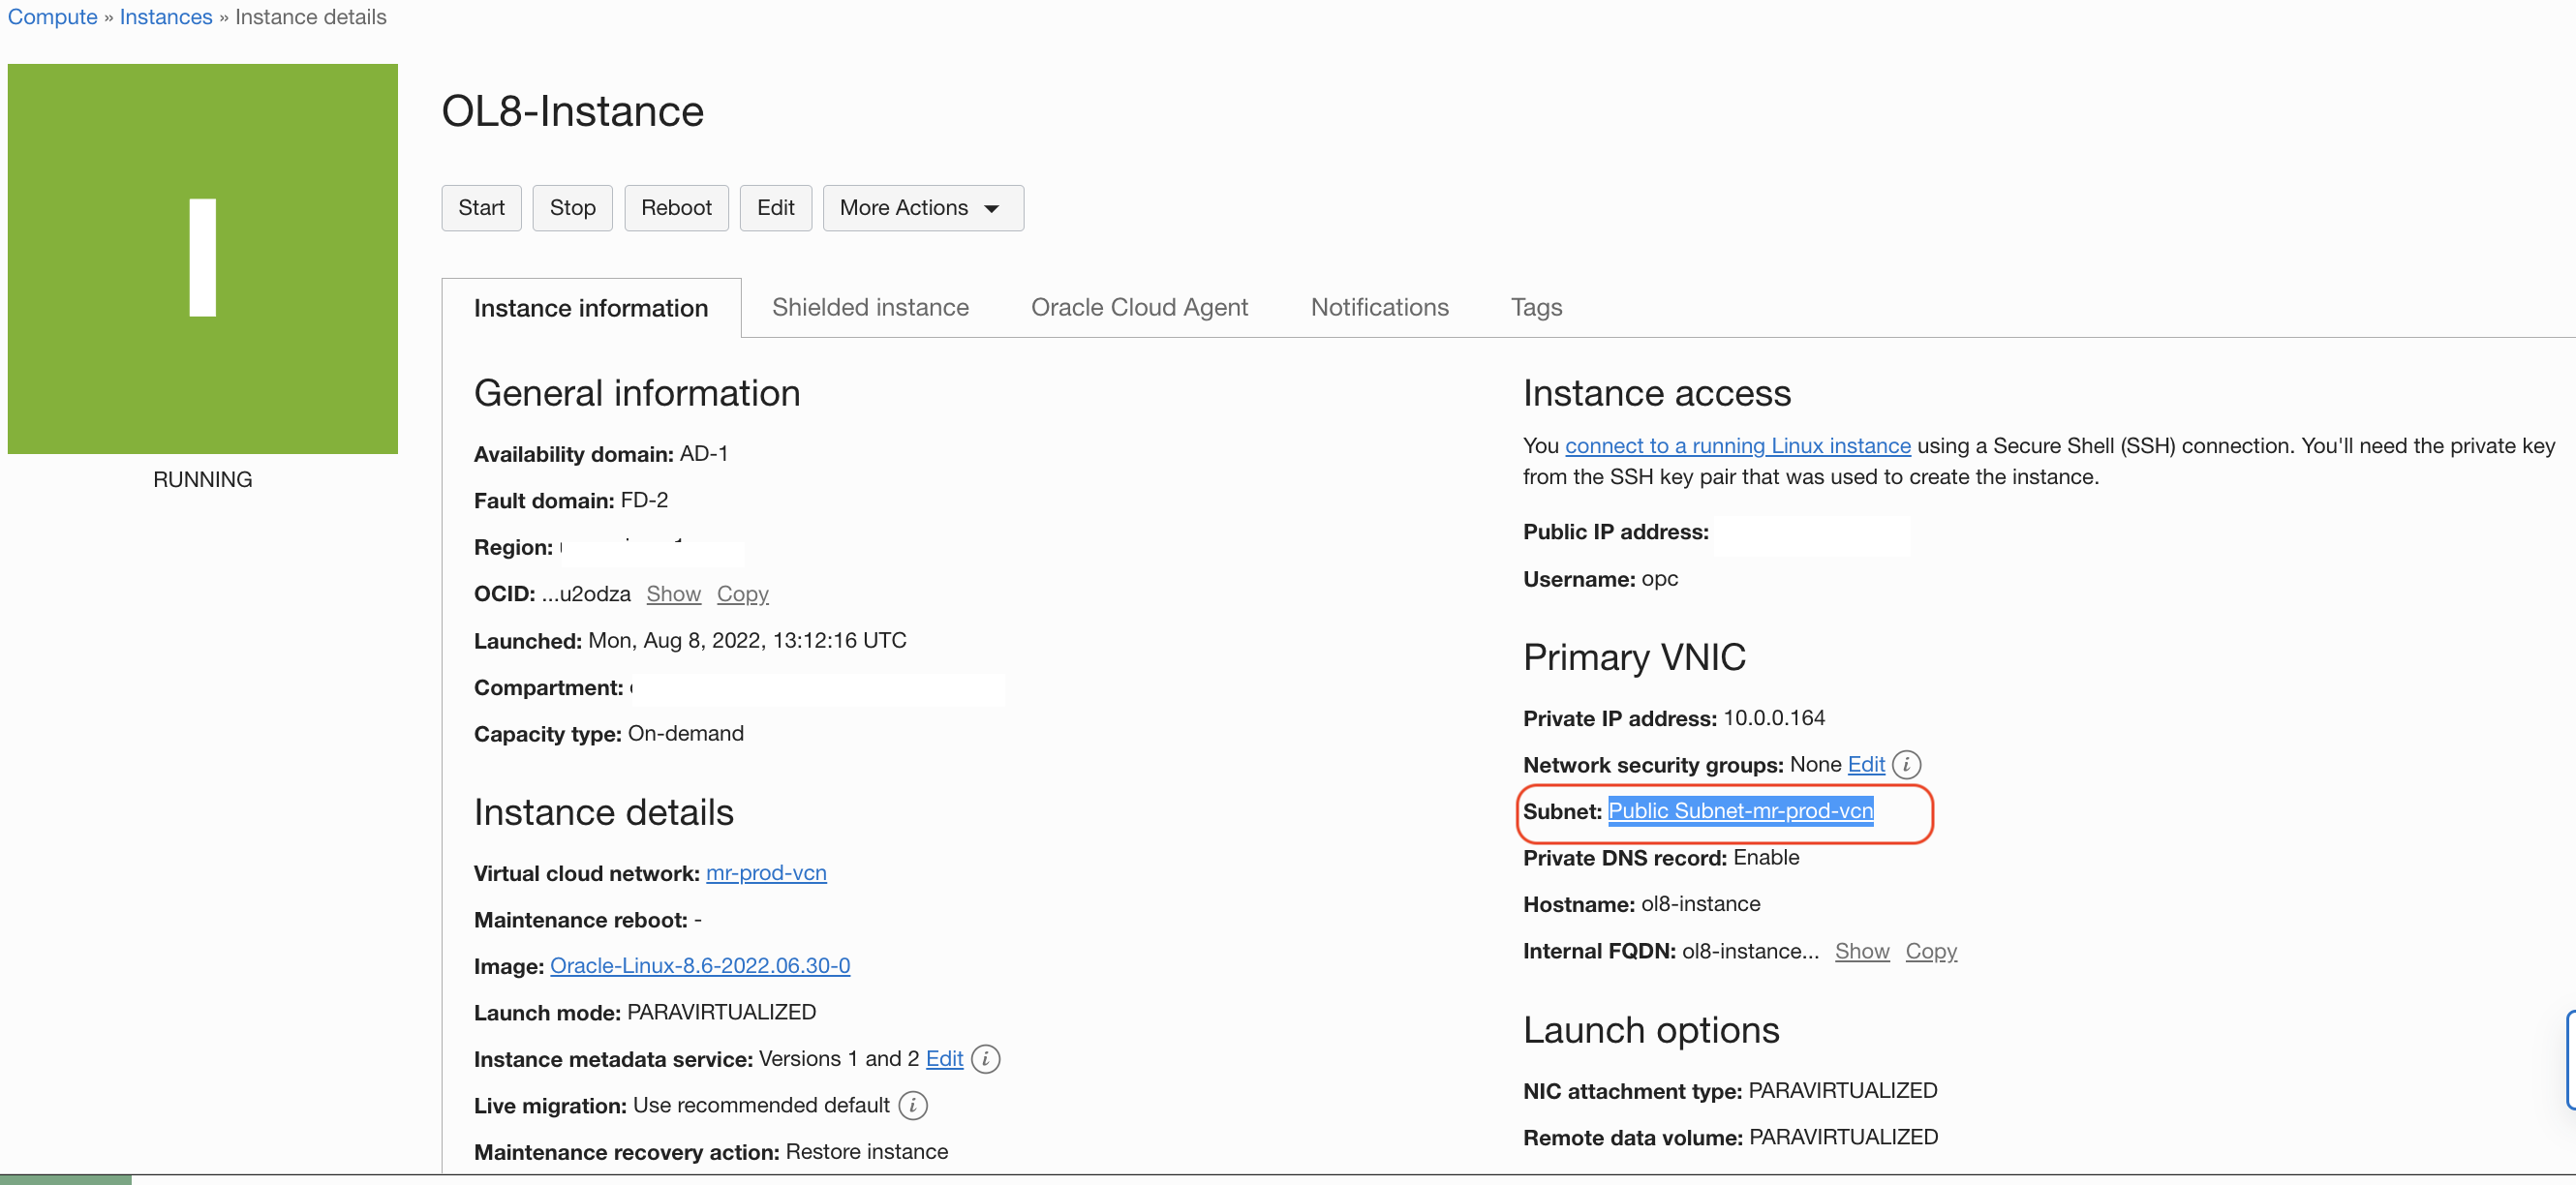 Compute » Instances » Instance details
I
RUNNING
OL8-Instance
Start Stop Reboot Edit More Actions
Instance information Shielded instance Oracle Cloud Agent Notifications Tags
General information
Availability domain: AD-1
Fault domain: FD-2
Region:
OCID: ...u2odza Show Copy
Launched: Mon, Aug 8, 2022, 13:12:16 UTC
Compartment:
Capacity type: On-demand
Instance details
Virtual cloud network: mr-prod-vcn
Maintenance reboot: -
Image: Oracle-Linux-8.6-2022.06.30-0
Launch mode: PARAVIRTUALIZED
Instance metadata service: Versions 1 and 2 Edit i
Live migration: Use recommended default i
Maintenance recovery action: Restore instance
Instance access
You connect to a running Linux instance using a Secure Shell (SSH) connection. You'll need the private key
from the SSH key pair that was used to create the instance.
Public IP address:
Username: opc
Primary VNIC
Private IP address: 10.0.0.164
Network security groups: None Edit i
Subnet: Public Subnet-mr-prod-vcn
Private DNS record: Enable
Hostname: ol8-instance
Internal FQDN: ol8-instance... Show Copy
Launch options
NIC attachment type: PARAVIRTUALIZED
Remote data volume: PARAVIRTUALIZED